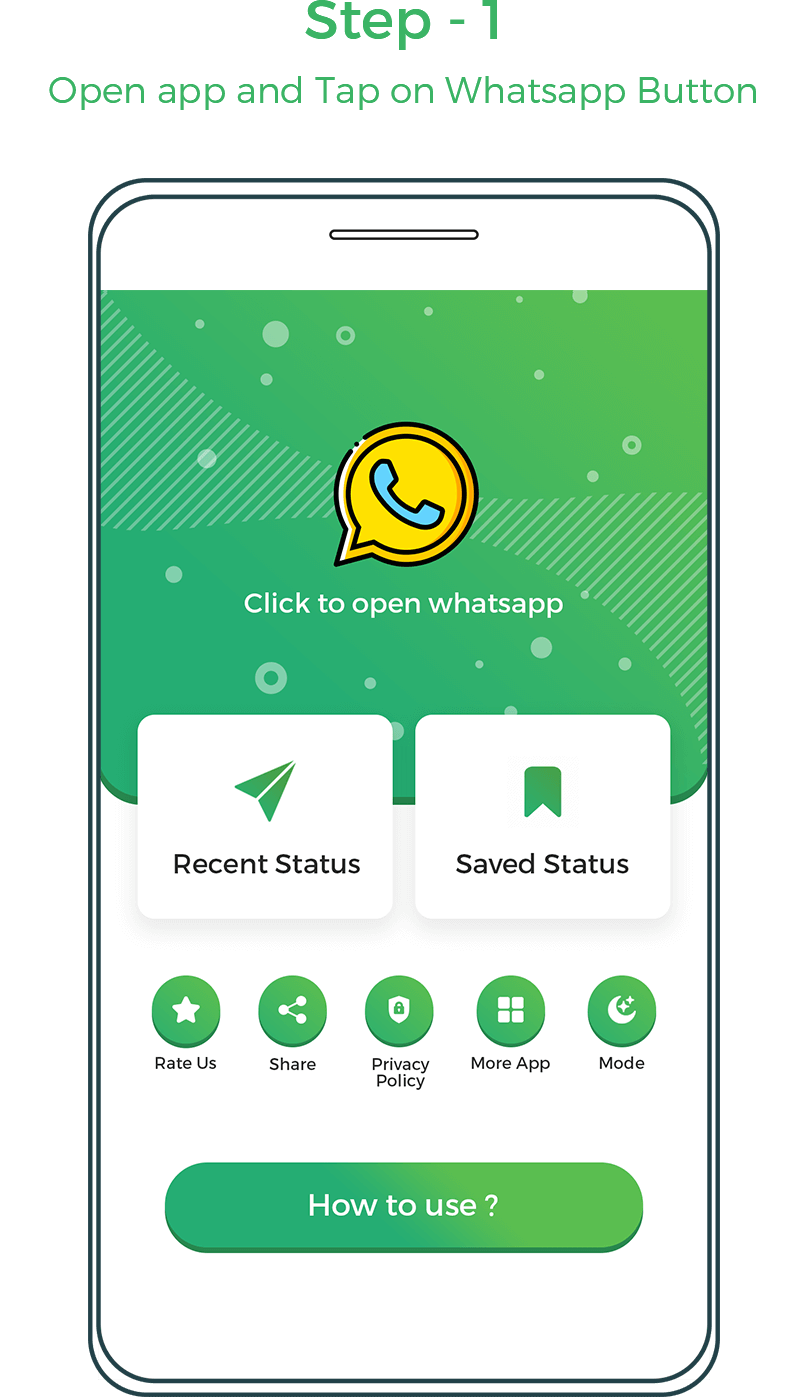 Step - 1
Open app and Tap on Whatsapp Button
Click to open whatsapp
Recent Status
Saved Status
Rate Us
Share
Privacy
Policy
More App
Mode
How to use ?